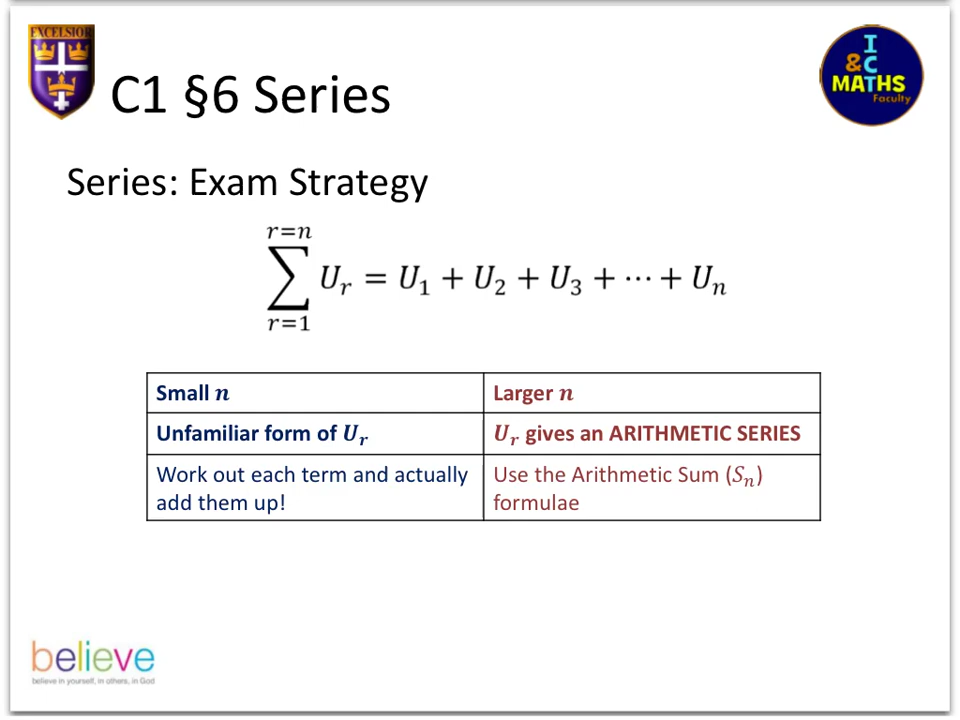 EXCELSIOR
I
& C
MATHS
Faculty
C1 §6 Series
Series: Exam Strategy
r=n
∑ U_r = U_1 + U_2 + U_3 + ⋯ + U_n
r=1
Small n
Larger n
Unfamiliar form of U_r
U_r gives an ARITHMETIC SERIES
Work out each term and actually
add them up!
Use the Arithmetic Sum (S_n)
formulae
believe
believe in yourself, in others, in God